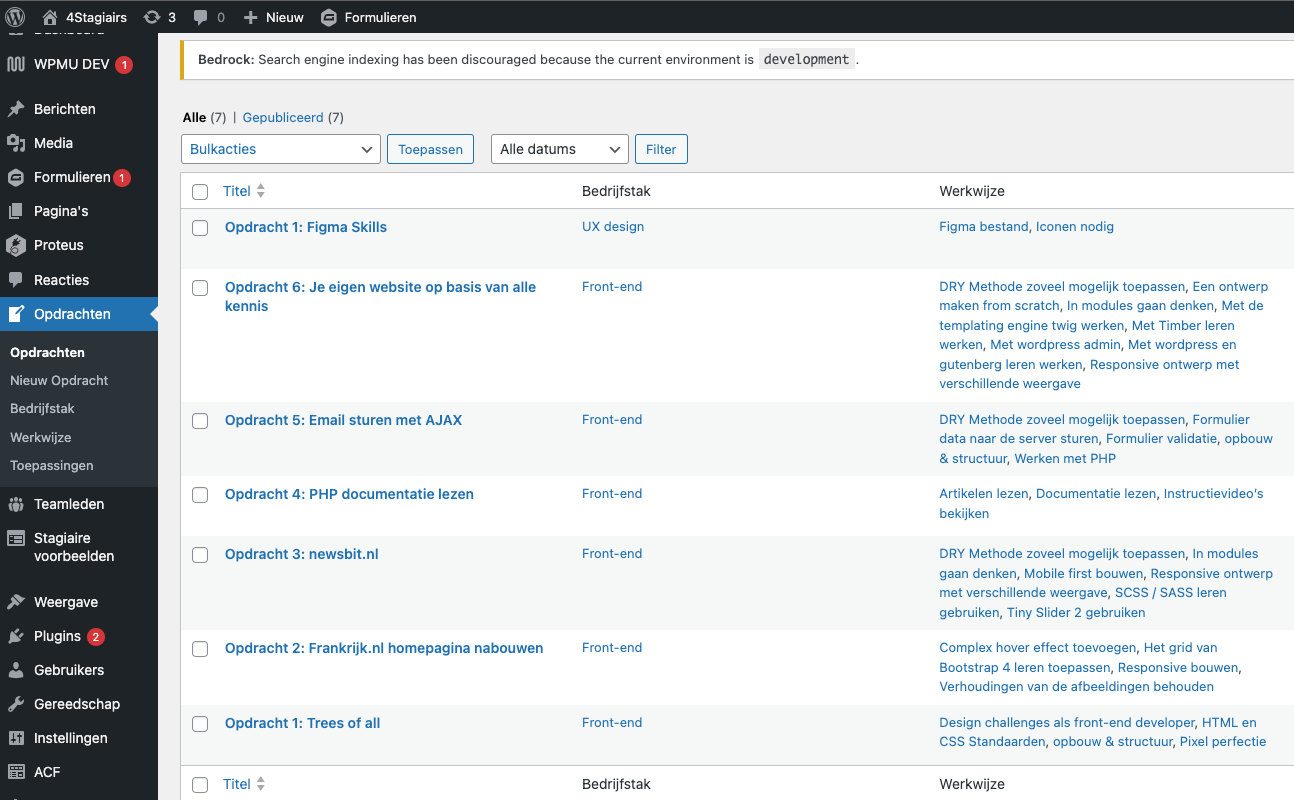 4Stagiairs 3 0 Nieuw Formulieren
Dashboard
WPMU DEV 1
Berichten
Media
Formulieren 1
Pagina's
Proteus
Reacties
Opdrachten
Opdrachten
Nieuw Opdracht
Bedrijfstak
Werkwijze
Toepassingen
Teamleden
Stagiaire
voorbeelden
Weergave
Plugins 2
Gebruikers
Gereedschap
Instellingen
ACF
Bedrock: Search engine indexing has been discouraged because the current environment is development.
Alle (7) | Gepubliceerd (7)
Bulkacties Toepassen Alle datums Filter
Titel Bedrijfstak Werkwijze
Opdracht 1: Figma Skills UX design Figma bestand, Iconen nodig
Opdracht 6: Je eigen website op basis van alle
kennis
Front-end
DRY Methode zoveel mogelijk toepassen, Een ontwerp
maken from scratch, In modules gaan denken, Met de
templating engine twig werken, Met Timber leren
werken, Met wordpress admin, Met wordpress en
gutenberg leren werken, Responsive ontwerp met
verschillende weergave
Opdracht 5: Email sturen met AJAX
Front-end
DRY Methode zoveel mogelijk toepassen, Formulier
data naar de server sturen, Formulier validatie, opbouw
& structuur, Werken met PHP
Opdracht 4: PHP documentatie lezen
Front-end
Artikelen lezen, Documentatie lezen, Instructievideo's
bekijken
Opdracht 3: newsbit.nl
Front-end
DRY Methode zoveel mogelijk toepassen, In modules
gaan denken, Mobile first bouwen, Responsive ontwerp
met verschillende weergave, SCSS / SASS leren
gebruiken, Tiny Slider 2 gebruiken
Opdracht 2: Frankrijk.nl homepagina nabouwen
Front-end
Complex hover effect toevoegen, Het grid van
Bootstrap 4 leren toepassen, Responsive bouwen,
Verhoudingen van de afbeeldingen behouden
Opdracht 1: Trees of all
Front-end
Design challenges als front-end developer, HTML en
CSS Standaarden, opbouw & structuur, Pixel perfectie
Titel Bedrijfstak Werkwijze